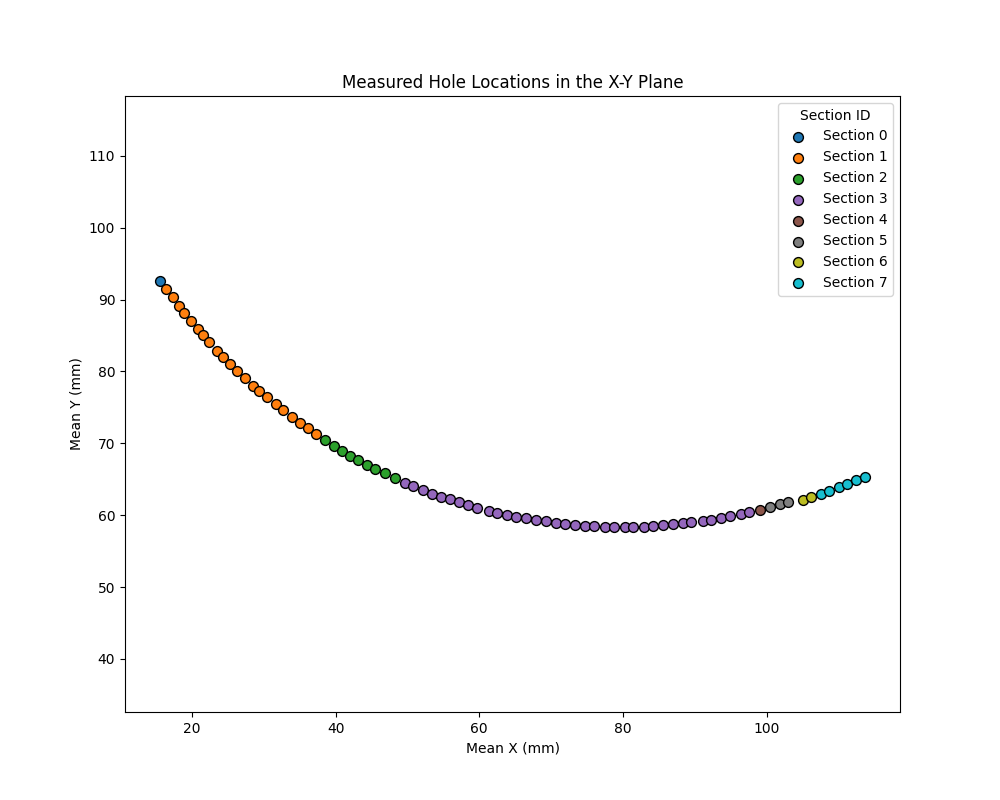 Measured Hole Locations in the X-Y Plane
Section ID
Section 0
Section 1
Section 2
Section 3
Section 4
Section 5
Section 6
Section 7
Mean Y (mm)
110
100
90
80
70
60
50
40
20 40 60 80 100
Mean X (mm)